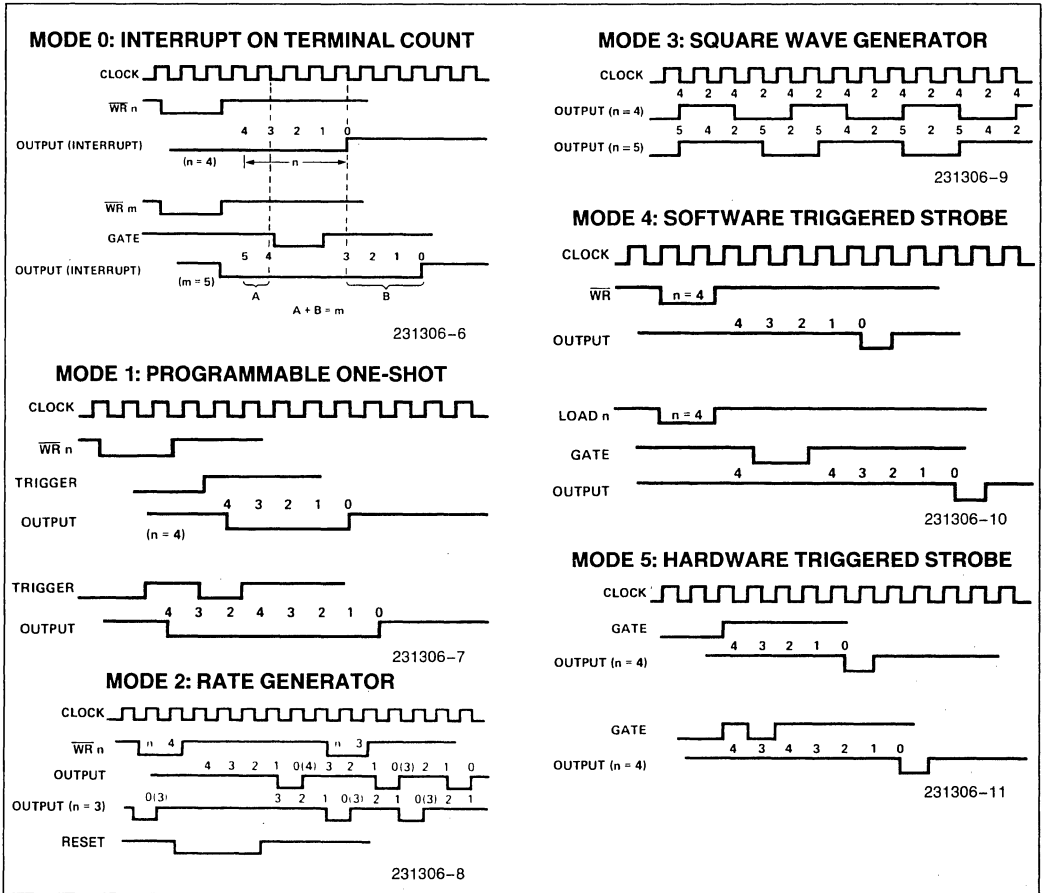 MODE 0: INTERRUPT ON TERMINAL COUNT
CLOCK
WR n
4 3 2 1 0
OUTPUT (INTERRUPT)
(n = 4)
n
WR m
GATE
5 4 3 2 1 0
OUTPUT (INTERRUPT)
(m = 5)
A B
A + B = m
231306-6
MODE 1: PROGRAMMABLE ONE-SHOT
CLOCK
WR n
TRIGGER
4 3 2 1 0
OUTPUT
(n = 4)
TRIGGER
4 3 2 4 3 2 1 0
OUTPUT
231306-7
MODE 2: RATE GENERATOR
CLOCK
WR n
n 4 n 3
4 3 2 1 0(4) 3 2 1 0(3) 2 1 0
OUTPUT
0(3) 3 2 1 0(3) 2 1 0(3) 2 1
OUTPUT (n = 3)
RESET
231306-8
MODE 3: SQUARE WAVE GENERATOR
CLOCK
4 2 4 2 4 2 4 2 4 2 4 2 4
OUTPUT (n = 4)
5 4 2 5 2 5 4 2 5 2 5 4 2
OUTPUT (n = 5)
231306-9
MODE 4: SOFTWARE TRIGGERED STROBE
CLOCK
WR n = 4
4 3 2 1 0
OUTPUT
LOAD n n = 4
GATE
4 4 3 2 1 0
OUTPUT
231306-10
MODE 5: HARDWARE TRIGGERED STROBE
CLOCK
GATE
4 3 2 1 0
OUTPUT (n = 4)
GATE
4 3 4 3 2 1 0
OUTPUT (n = 4)
231306-11